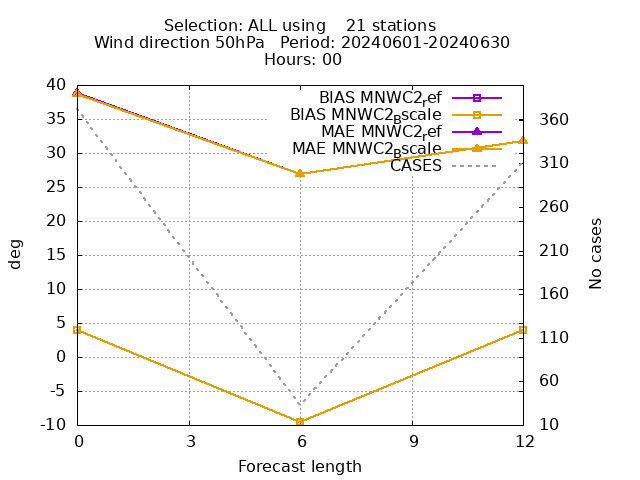 Selection: ALL using    21 stations
Wind direction 50hPa   Period: 20240601-20240630
Hours: 00
40
35
30
25
20
15
10
5
0
-5
-10
deg
BIAS MNWC2_ref
BIAS MNWC2_Bscale
MAE MNWC2_ref
MAE MNWC2_Bscale
CASES
360
310
260
210
160
110
60
10
No cases
0 3 6 9 12
Forecast length